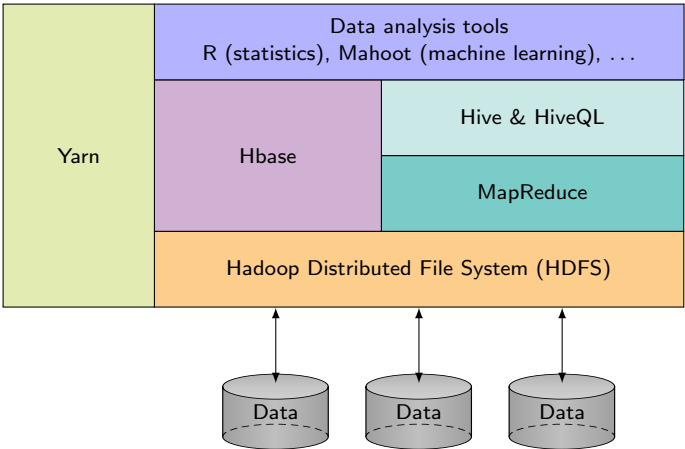 Data analysis tools
R (statistics), Mahoot (machine learning), ...
Yarn
Hbase
Hive & HiveQL
MapReduce
Hadoop Distributed File System (HDFS)
Data
Data
Data